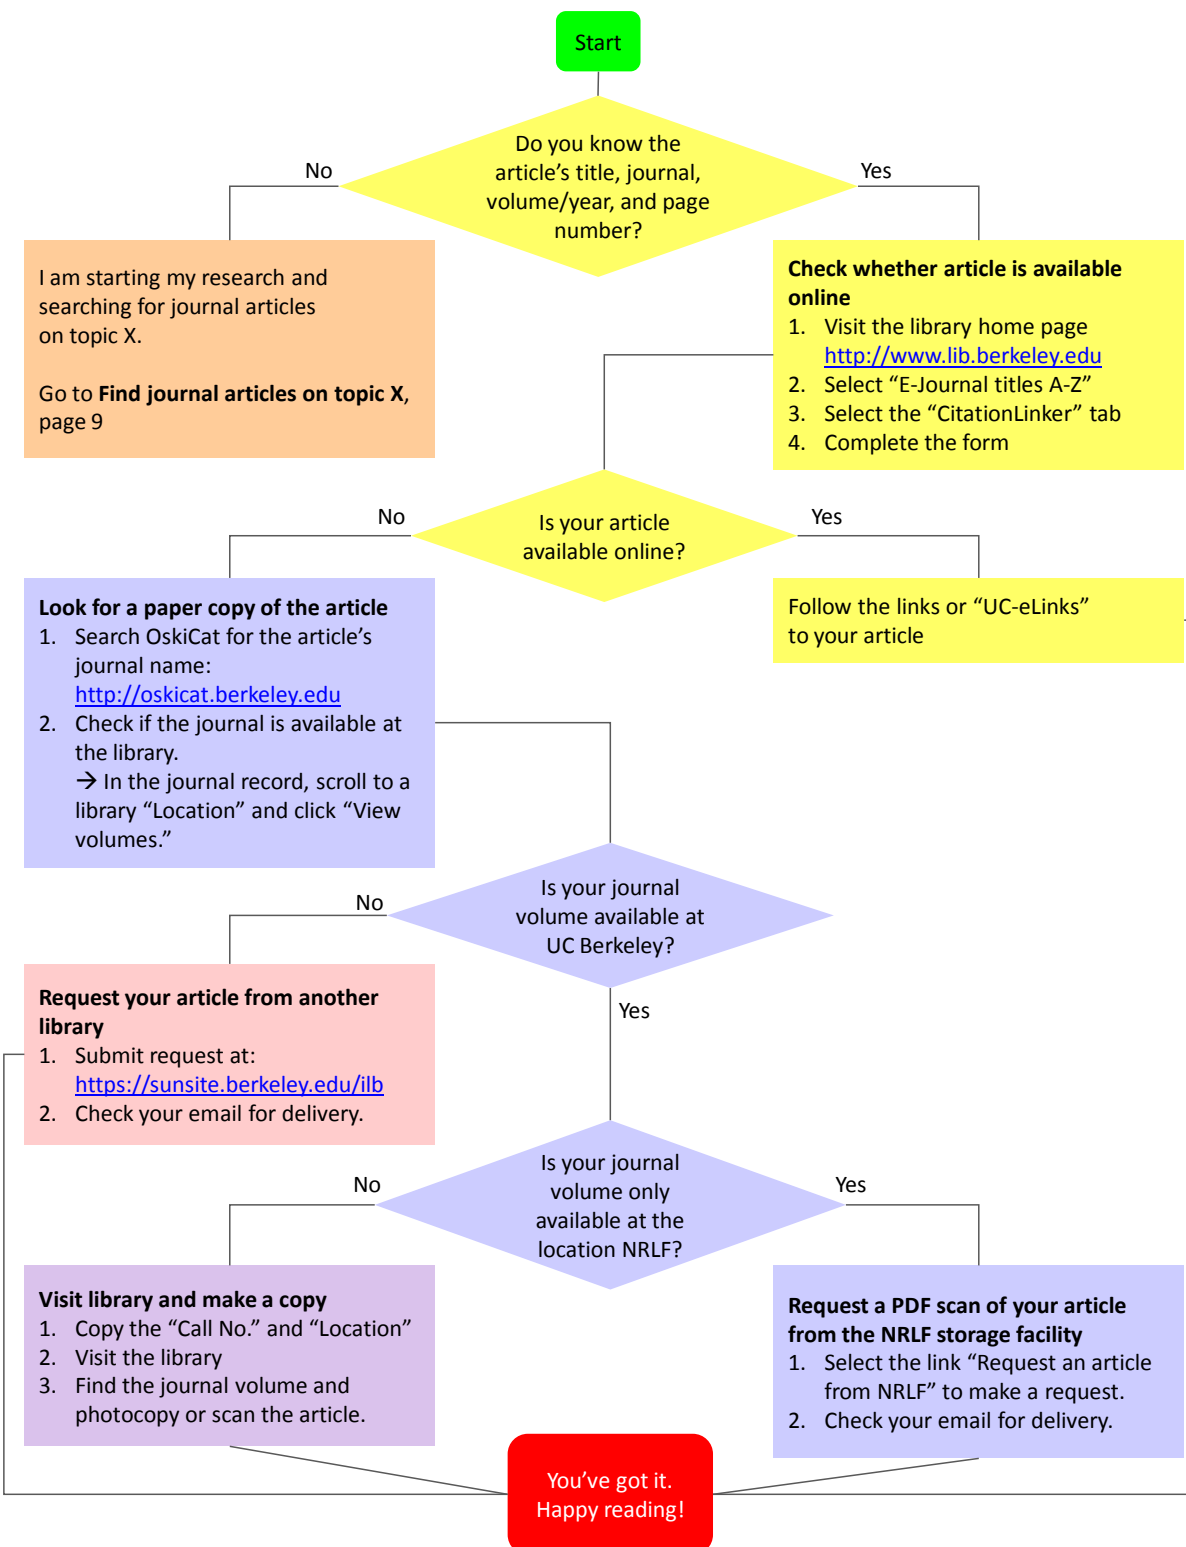 Start
Do you know the
article’s title, journal,
volume/year, and page
number?
No
Yes
I am starting my research and
searching for journal articles
on topic X.
Go to Find journal articles on topic X,
page 9
Check whether article is available
online
1. Visit the library home page
http://www.lib.berkeley.edu
2. Select “E-Journal titles A-Z”
3. Select the “CitationLinker” tab
4. Complete the form
Is your article
available online?
No
Yes
Look for a paper copy of the article
1. Search OskiCat for the article’s
journal name:
http://oskicat.berkeley.edu
2. Check if the journal is available at
the library.
→ In the journal record, scroll to a
library “Location” and click “View
volumes.”
Follow the links or “UC-eLinks”
to your article
Is your journal
volume available at
UC Berkeley?
No
Yes
Request your article from another
library
1. Submit request at:
https://sunsite.berkeley.edu/ilb
2. Check your email for delivery.
Is your journal
volume only
available at the
location NRLF?
No
Yes
Visit library and make a copy
1. Copy the “Call No.” and “Location”
2. Visit the library
3. Find the journal volume and
photocopy or scan the article.
Request a PDF scan of your article
from the NRLF storage facility
1. Select the link “Request an article
from NRLF” to make a request.
2. Check your email for delivery.
You’ve got it.
Happy reading!